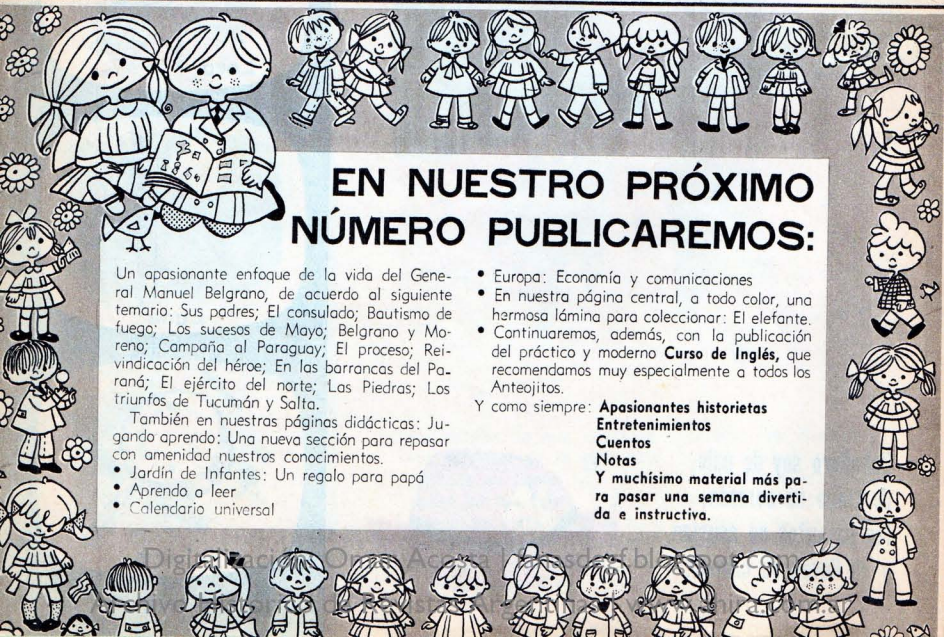 EN NUESTRO PRÓXIMO
NÚMERO PUBLICAREMOS:
Un apasionante enfoque de la vida del Gene-
ral Manuel Belgrano, de acuerdo al siguiente
temario: Sus padres; El consulado; Bautismo de
fuego; Los sucesos de Mayo; Belgrano y Mo-
reno; Campaña al Paraguay; El proceso; Rei-
vindicación del héroe; En las barrancas del Pa-
raná; El ejército del norte; Las Piedras; Los
triunfos de Tucumán y Salta.
También en nuestras páginas didácticas: Ju-
gando aprendo: Una nueva sección para repasar
con amenidad nuestros conocimientos.
• Jardín de Infantes: Un regalo para papá
• Aprendo a leer
• Calendario universal
• Europa: Economía y comunicaciones
• En nuestra página central, a todo color, una
hermosa lámina para coleccionar: El elefante.
• Continuaremos, además, con la publicación
del práctico y moderno Curso de Inglés, que
recomendamos muy especialmente a todos los
Anteojitos.
Y como siempre: Apasionantes historietas
Entretenimientos
Cuentos
Notas
Y muchísimo material más pa-
ra pasar una semana diverti-
da e instructiva.
Digitalización: Omar Acosta |
Archivo Histórico de Revistas Argentinas